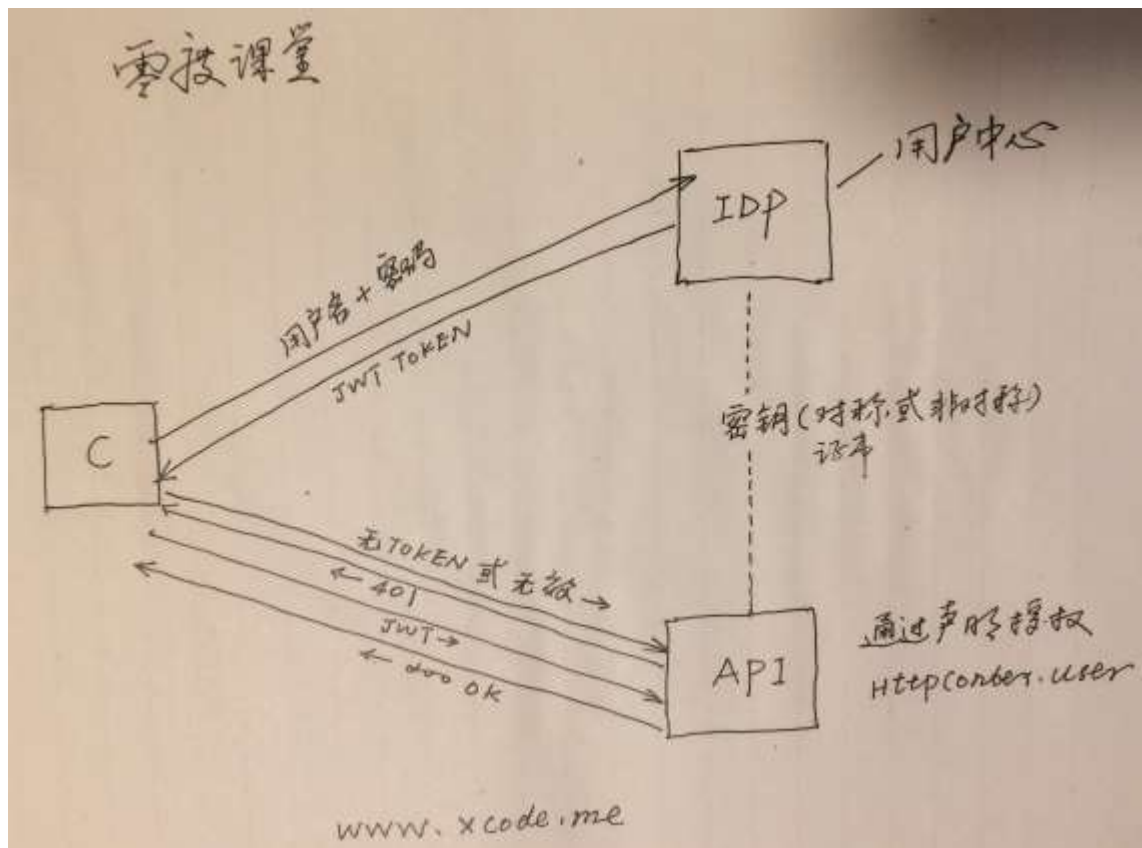 零度课堂
用户中心
IDP
用户名+密码
JWT TOKEN
密钥(对称或非对称)
证书
C
无TOKEN 或 无效→
← 401
JWT→
← 200 OK
API
通过声明授权
HttpContex.user
www.xcode.me